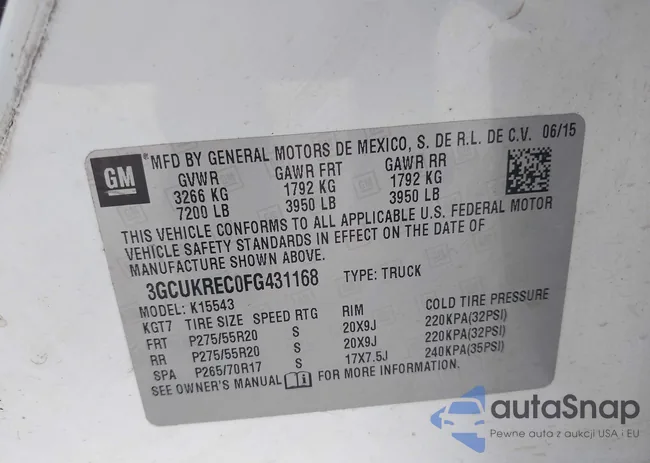 GM
® MFD BY GENERAL MOTORS DE MEXICO, S. DE R.L. DE C.V. 06/15
GVWR GAWR FRT GAWR RR
3266 KG 1792 KG 1792 KG
7200 LB 3950 LB 3950 LB
THIS VEHICLE CONFORMS TO ALL APPLICABLE U.S. FEDERAL MOTOR
VEHICLE SAFETY STANDARDS IN EFFECT ON THE DATE OF
MANUFACTURE SHOWN ABOVE.
3GCUKREC0FG431168 TYPE: TRUCK
MODEL: K15543
KGT7 TIRE SIZE SPEED RTG RIM COLD TIRE PRESSURE
FRT P275/55R20 S 20X9J 220KPA(32PSI)
RR P275/55R20 S 20X9J 220KPA(32PSI)
SPA P265/70R17 S 17X7.5J 240KPA(35PSI)
SEE OWNER'S MANUAL FOR MORE INFORMATION.
autaSnap
Pewne auta z aukcji USA i EU